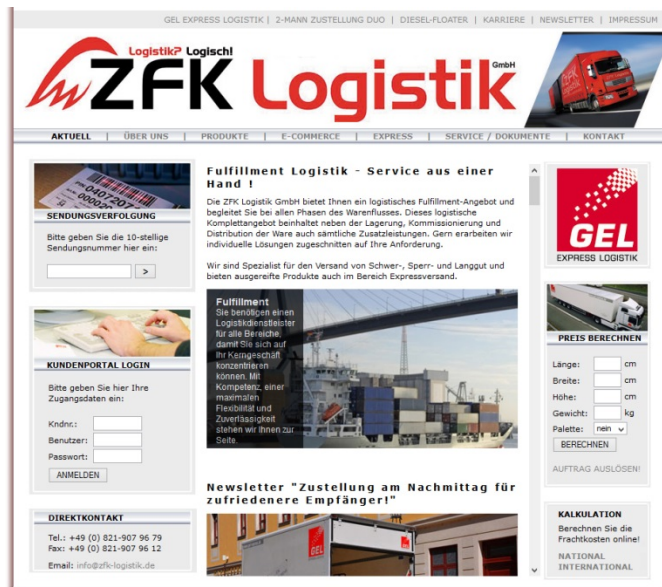 GEL EXPRESS LOGISTIK | 2-MANN ZUSTELLUNG DUO | DIESEL-FLOATER | KARRIERE | NEWSLETTER | IMPRESSUM
Logistik? Logisch!
ZFK Logistik GmbH
AKTUELL | ÜBER UNS | PRODUKTE | E-COMMERCE | EXPRESS | SERVICE / DOKUMENTE | KONTAKT
SENDUNGSVERFOLGUNG
Bitte geben Sie die 10-stellige
Sendungsnummer hier ein:
>
KUNDENPORTAL LOGIN
Bitte geben Sie hier Ihre
Zugangsdaten ein:
Kndnr.:
Benutzer:
Passwort:
ANMELDEN
DIREKTKONTAKT
Tel.: +49 (0) 821-907 96 79
Fax: +49 (0) 821-907 96 12
Email: info@zfk-logistik.de
Fulfillment Logistik - Service aus einer
Hand !
Die ZFK Logistik GmbH bietet Ihnen ein logistisches Fulfillment-Angebot und
begleitet Sie bei allen Phasen des Warenflusses. Dieses logistische
Komplettangebot beinhaltet neben der Lagerung, Kommissionierung und
Distribution der Ware auch sämtliche Zusatzleistungen. Gern erarbeiten wir
individuelle Lösungen zugeschnitten auf Ihre Anforderung.
Wir sind Spezialist für den Versand von Schwer-, Sperr- und Langgut und
bieten ausgereifte Produkte auch im Bereich Expressversand.
Fulfillment
Sie benötigen einen
Logistikdienstleister
für alle Bereiche,
damit Sie sich auf
Ihr Kerngeschäft
konzentrieren
können. Mit
Kompetenz, einer
maximalen
Flexibilität und
Zuverlässigkeit
stehen wir Ihnen zur
Seite.
Newsletter "Zustellung am Nachmittag für
zufriedenere Empfänger!"
GEL
GEL
EXPRESS LOGISTIK
PREIS BERECHNEN
Länge: cm
Breite: cm
Höhe: cm
Gewicht: kg
Palette: nein
BERECHNEN
AUFTRAG AUSLÖSEN!
KALKULATION
Berechnen Sie die
Frachtkosten online!
NATIONAL
INTERNATIONAL